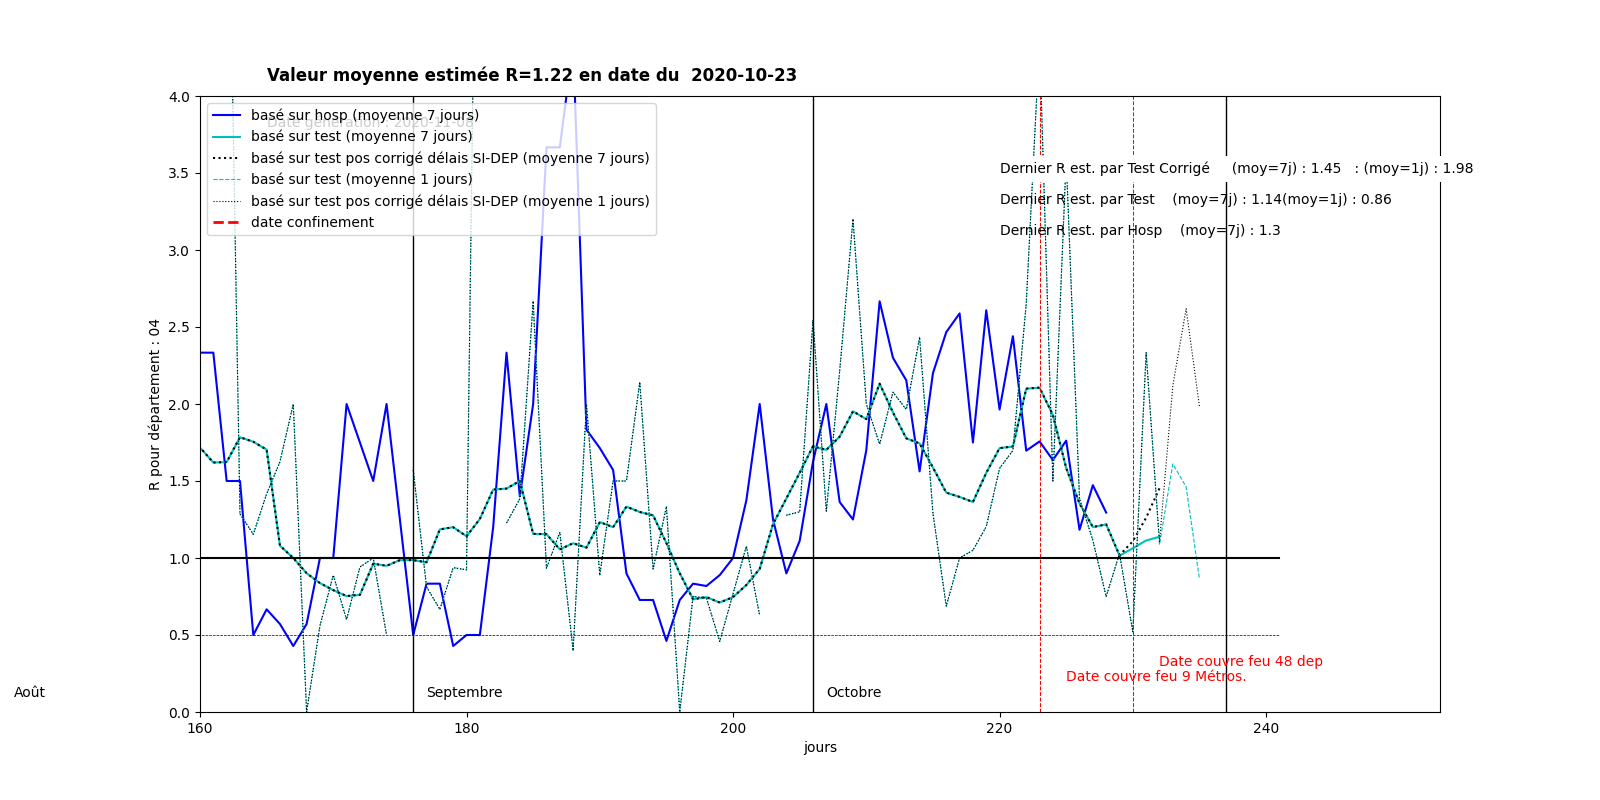 Valeur moyenne estimée R=1.22 en date du  2020-10-23
Date génération : 2020-11-08
basé sur hosp (moyenne 7 jours)
basé sur test (moyenne 7 jours)
basé sur test pos corrigé délais SI-DEP (moyenne 7 jours)
basé sur test (moyenne 1 jours)
basé sur test pos corrigé délais SI-DEP (moyenne 1 jours)
date confinement
Dernier R est. par Test Corrigé (moy=7j) : 1.45 : (moy=1j) : 1.98
Dernier R est. par Test (moy=7j) : 1.14(moy=1j) : 0.86
Dernier R est. par Hosp (moy=7j) : 1.3
4.0
3.5
3.0
2.5
2.0
1.5
1.0
0.5
0.0
R pour département : 04
Date couvre feu 48 dep
Date couvre feu 9 Métros.
Août
Septembre
Octobre
160
180
200
220
240
jours